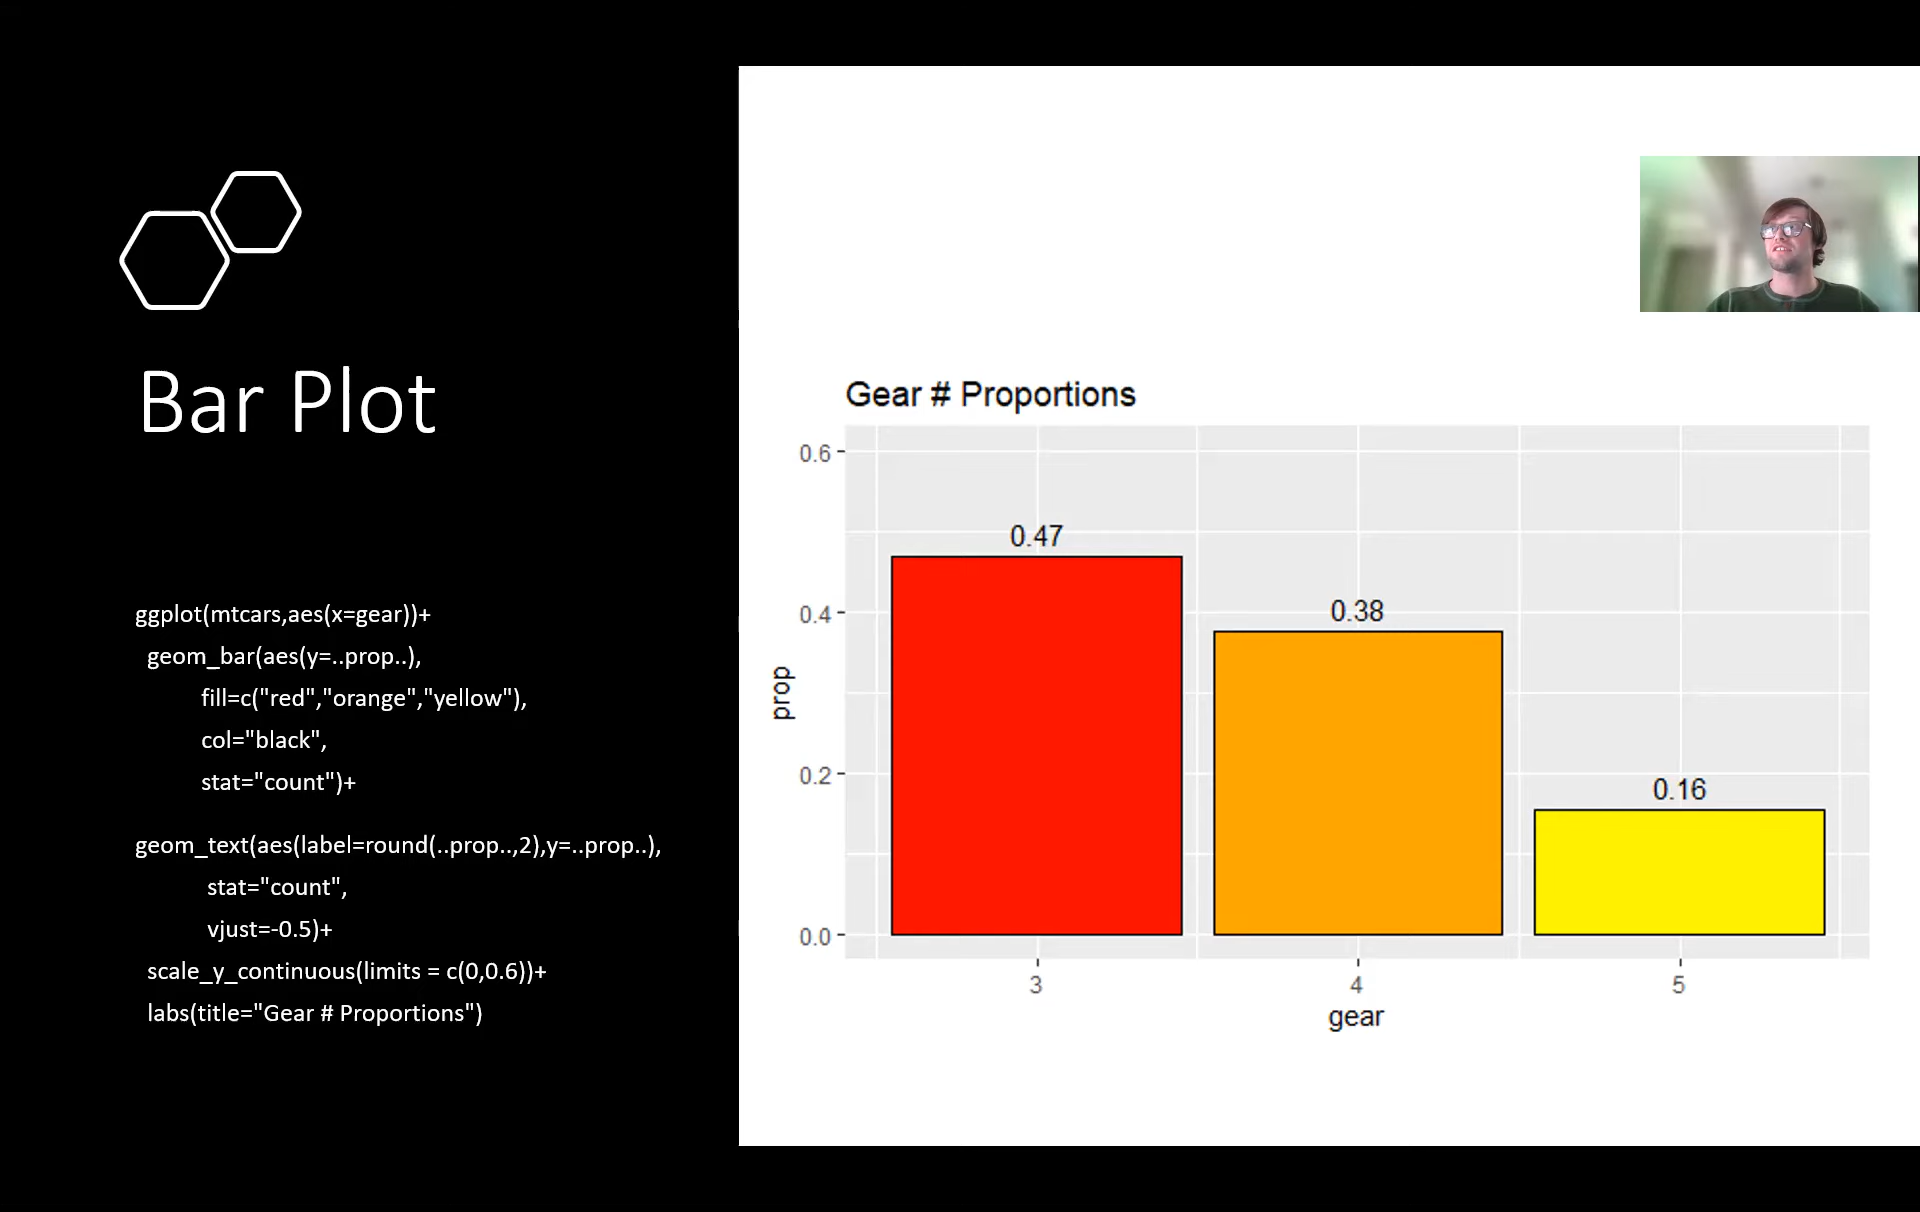 Bar Plot
ggplot(mtcars,aes(x=gear))+
geom_bar(aes(y=..prop..),
fill=c("red","orange","yellow"),
col="black",
stat="count")+
geom_text(aes(label=round(..prop..,2),y=..prop..),
stat="count",
vjust=-0.5)+
scale_y_continuous(limits = c(0,0.6))+
labs(title="Gear # Proportions")
Gear # Proportions
0.6
0.4
0.2
0.0
prop
0.47
0.38
0.16
3 4 5
gear